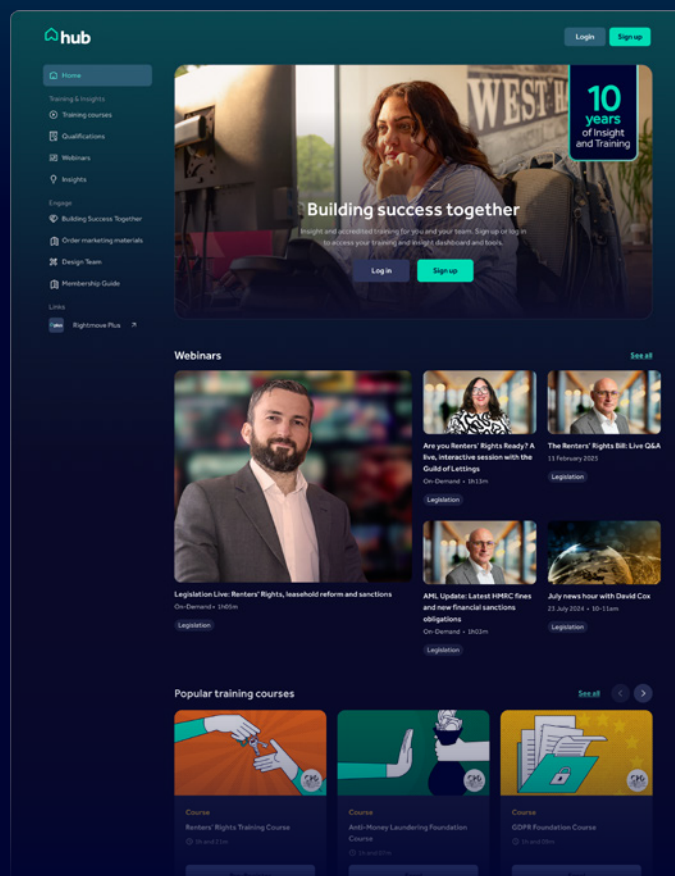 hub
Login
Sign up
Home
Training & Insights
Training courses
Qualifications
Webinars
Insights
Engage
Building Success Together
Order marketing materials
Design Team
Membership Guide
Links
plus
Rightmove Plus
WEST H
10
years
of Insight
and Training
Building success together
Insight and accredited training for you and your team. Sign up or log in
to access your training and insight dashboard and tools.
Log in
Sign up
Webinars
See all
Legislation Live: Renters' Rights, leasehold reform and sanctions
On-Demand • 1h05m
Legislation
Are you Renters' Rights Ready? A
live, interactive session with the
Guild of Lettings
On-Demand • 1h13m
Legislation
The Renters' Rights Bill: Live Q&A
11 February 2025
Legislation
AML Update: Latest HMRC fines
and new financial sanctions
obligations
On-Demand • 1h03m
Legislation
July news hour with David Cox
23 July 2024 • 10-11am
Legislation
Popular training courses
See all
Course
Renters' Rights Training Course
Course
Anti-Money Laundering Foundation
Course
1h and 07m
Course
GDPR Foundation Course